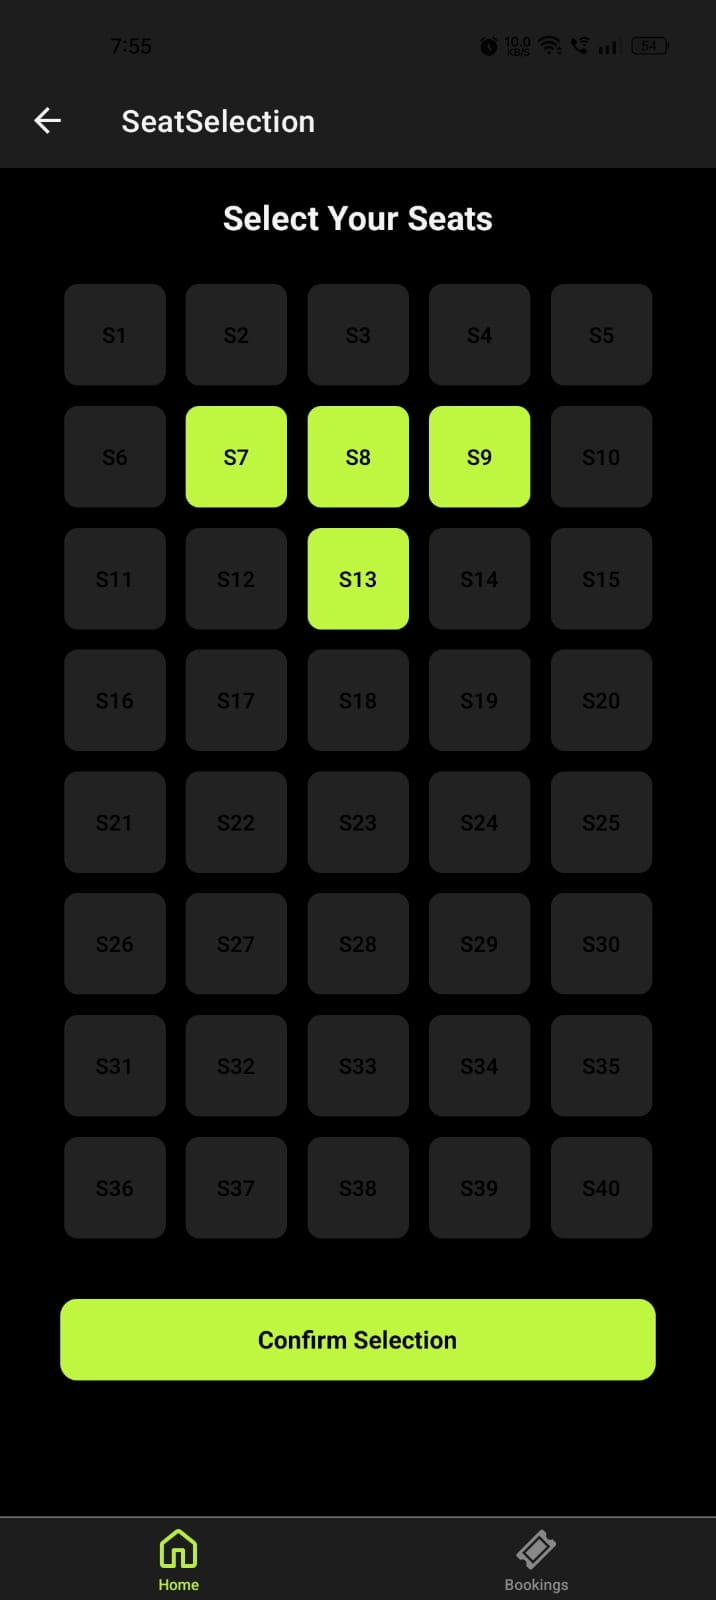 7:55 10.0 KB/S 54
SeatSelection
Select Your Seats
S1 S2 S3 S4 S5
S6 S7 S8 S9 S10
S11 S12 S13 S14 S15
S16 S17 S18 S19 S20
S21 S22 S23 S24 S25
S26 S27 S28 S29 S30
S31 S32 S33 S34 S35
S36 S37 S38 S39 S40
Confirm Selection
Home Bookings